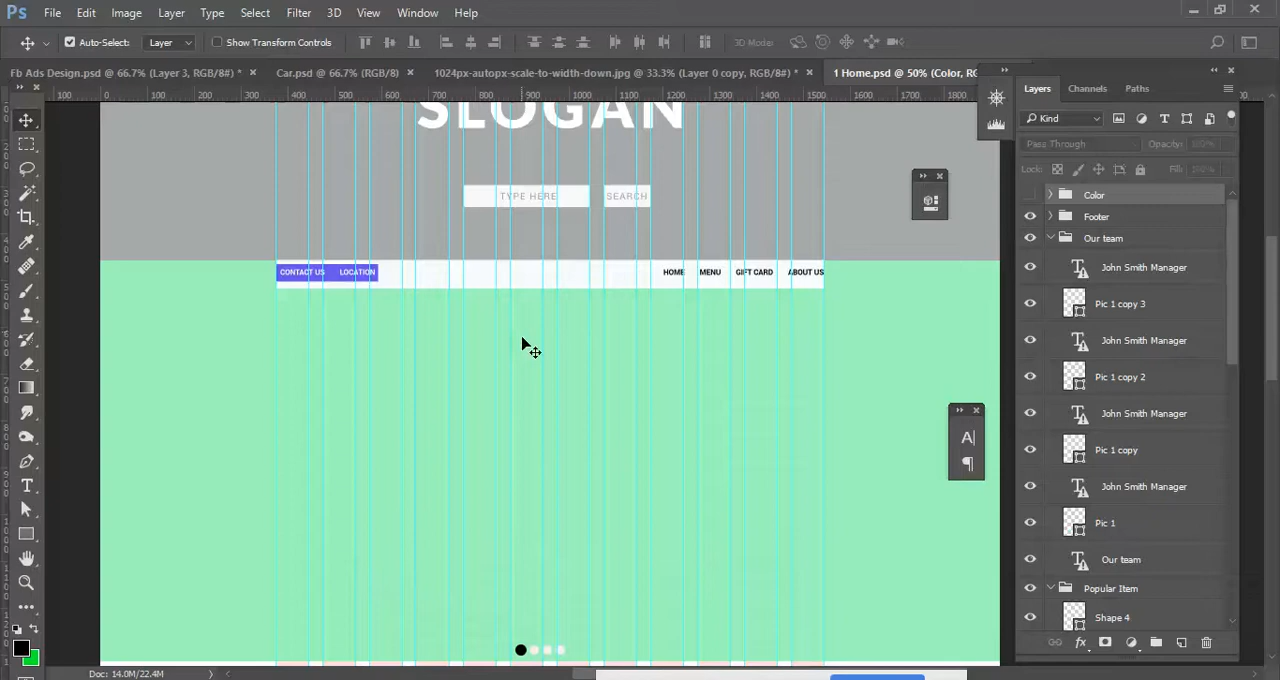 Ps File Edit Image Layer Type Select Filter 3D View Window Help
Auto-Select: Layer Show Transform Controls 3D Mode:
Fb Ads Design.psd @ 66.7% (Layer 3, RGB/8#) * × Car.psd @ 66.7% (RGB/8) × 1024px-autopx-scale-to-width-down.jpg @ 33.3% (Layer 0 copy, RGB/8#) * × 1 Home.psd @ 50% (Color, RG
100 0 100 200 300 400 500 600 700 800 900 1000 1100 1200 1300 1400 1500 1600 1700 1800
Layers Channels Paths
Kind
Pass Through Opacity: 100%
Lock: Fill: 100%
SLOGAN
TYPE HERE SEARCH
CONTACT US LOCATION HOME MENU GIFT CARD ABOUT US
Color
Footer
Our team
John Smith Manager
Pic 1 copy 3
John Smith Manager
Pic 1 copy 2
John Smith Manager
Pic 1 copy
John Smith Manager
Pic 1
Our team
Popular Item
Shape 4
Doc: 14.0M/22.4M